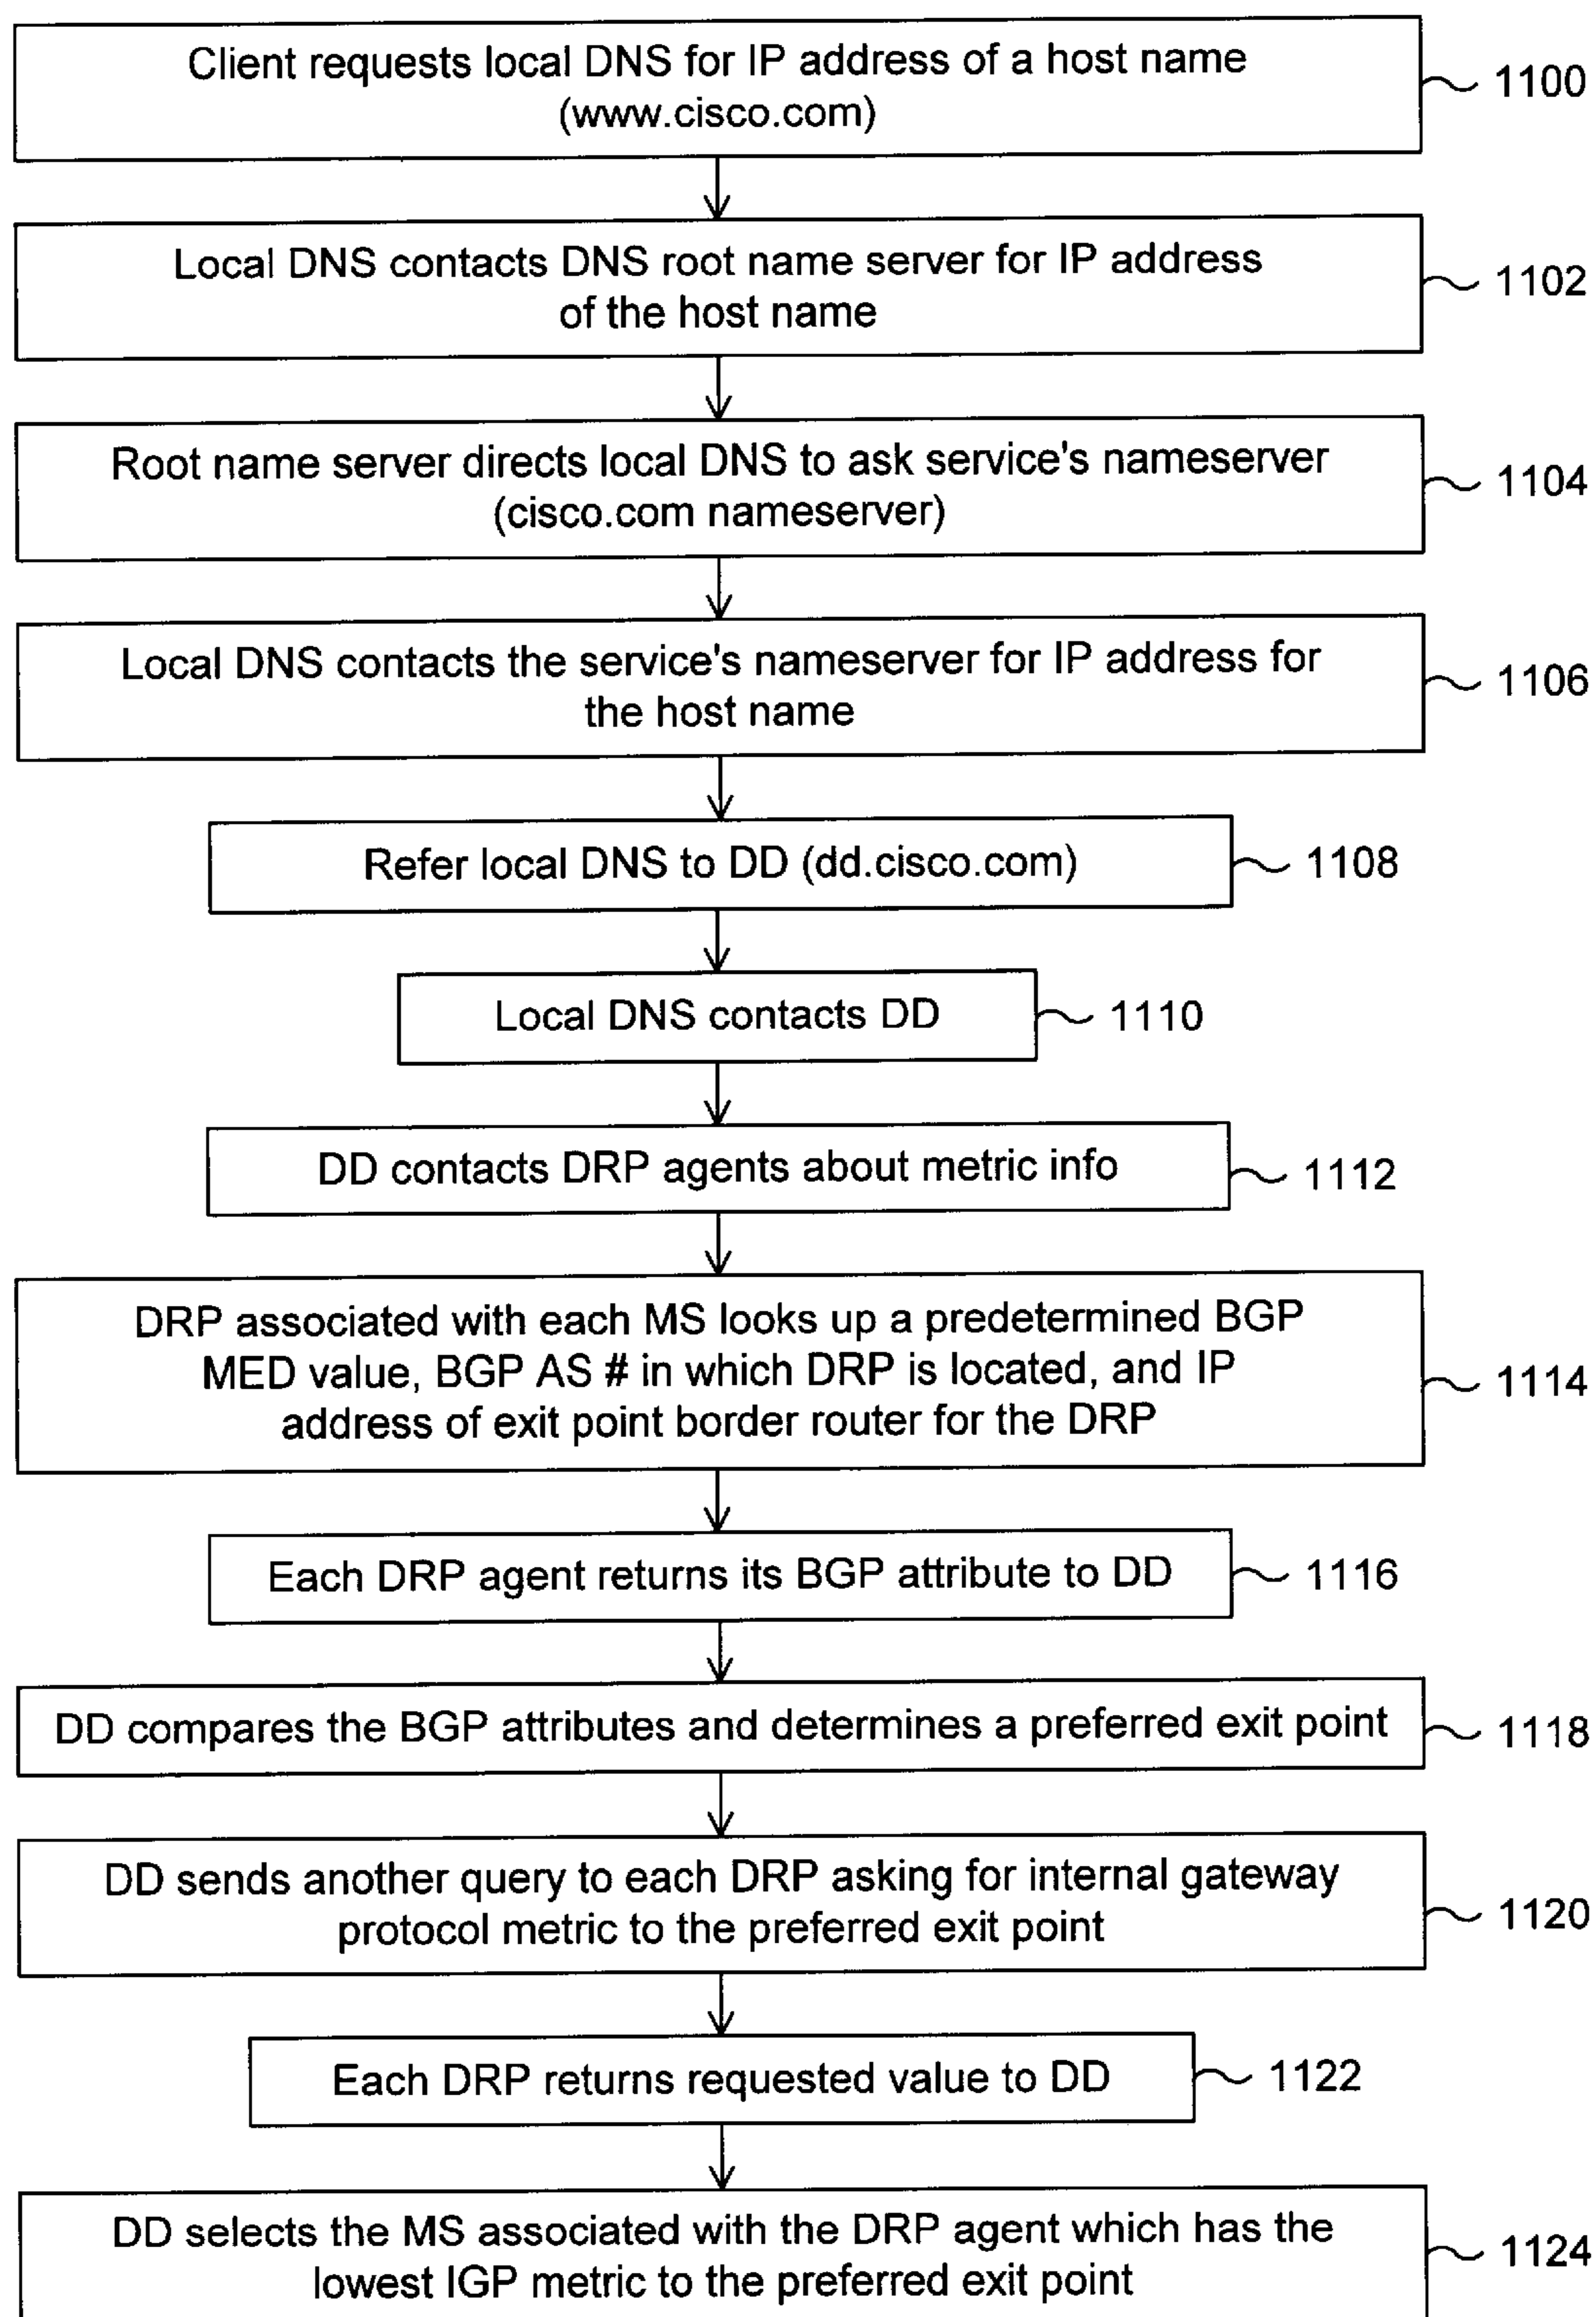 Client requests local DNS for IP address of a host name
(www.cisco.com)
1100
Local DNS contacts DNS root name server for IP address
of the host name
1102
Root name server directs local DNS to ask service's nameserver
(cisco.com nameserver)
1104
Local DNS contacts the service's nameserver for IP address for
the host name
1106
Refer local DNS to DD (dd.cisco.com)
1108
Local DNS contacts DD
1110
DD contacts DRP agents about metric info
1112
DRP associated with each MS looks up a predetermined BGP
MED value, BGP AS # in which DRP is located, and IP
address of exit point border router for the DRP
1114
Each DRP agent returns its BGP attribute to DD
1116
DD compares the BGP attributes and determines a preferred exit point
1118
DD sends another query to each DRP asking for internal gateway
protocol metric to the preferred exit point
1120
Each DRP returns requested value to DD
1122
DD selects the MS associated with the DRP agent which has the
lowest IGP metric to the preferred exit point
1124